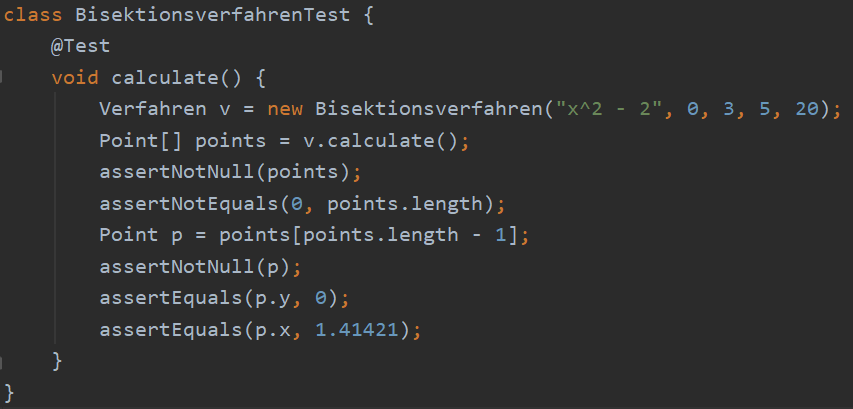 class BisektionsverfahrenTest {
    @Test
    void calculate() {
        Verfahren v = new Bisektionsverfahren("x^2 - 2", 0, 3, 5, 20);
        Point[] points = v.calculate();
        assertNotNull(points);
        assertNotEquals(0, points.length);
        Point p = points[points.length - 1];
        assertNotNull(p);
        assertEquals(p.y, 0);
        assertEquals(p.x, 1.41421);
    }
}